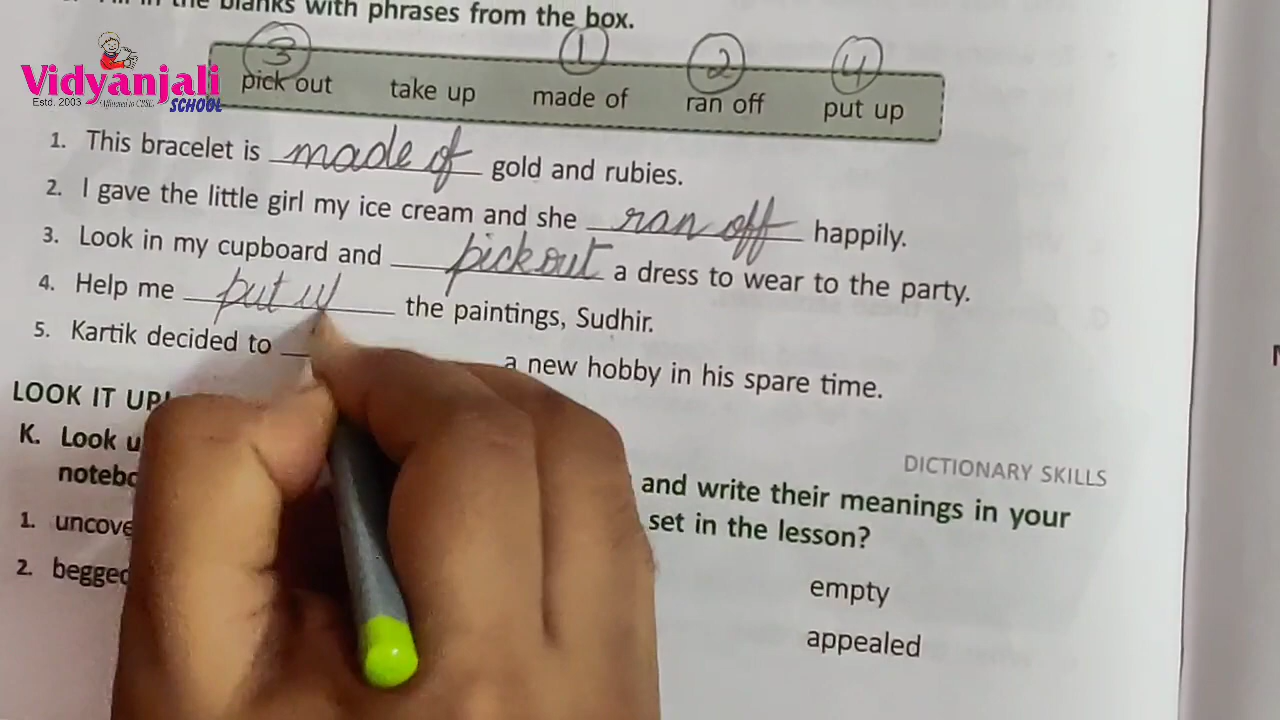 the blanks with phrases from the box.
Vidyanjali
Estd. 2003 Affiliated to CBSE
SCHOOL
3 1 2 4
pick out take up made of ran off put up
1. This bracelet is made of gold and rubies.
2. I gave the little girl my ice cream and she ran off happily.
3. Look in my cupboard and pick out a dress to wear to the party.
4. Help me put u the paintings, Sudhir.
5. Kartik decided to a new hobby in his spare time.
LOOK IT UP!
DICTIONARY SKILLS
K. Look u and write their meanings in your
notebo set in the lesson?
1. uncove empty
2. begged appealed